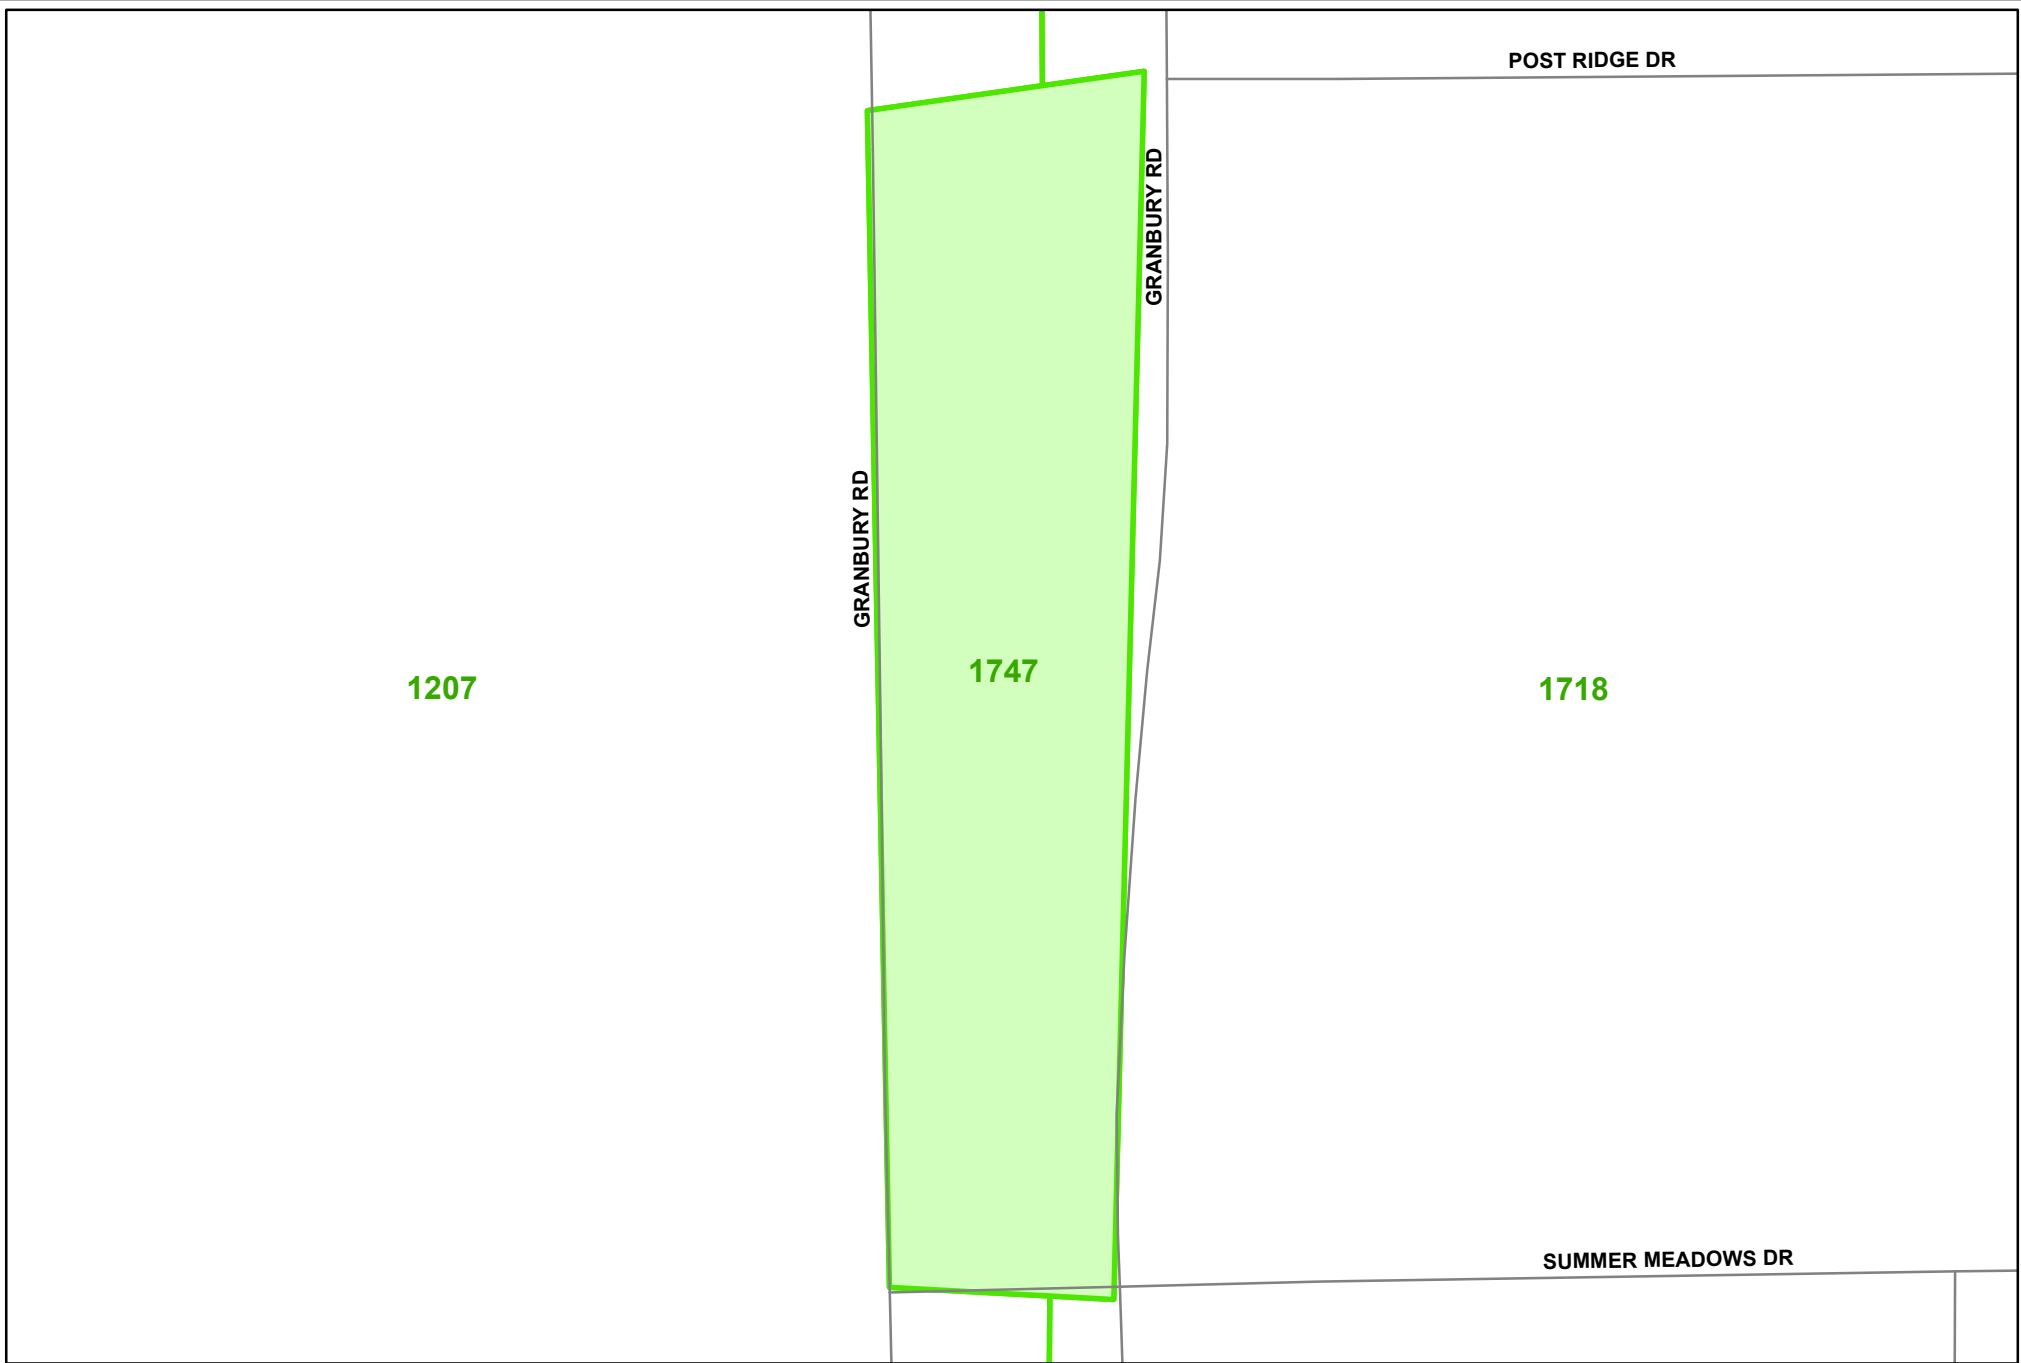 POST RIDGE DR
GRANBURY RD
GRANBURY RD
1207
1747
1718
SUMMER MEADOWS DR